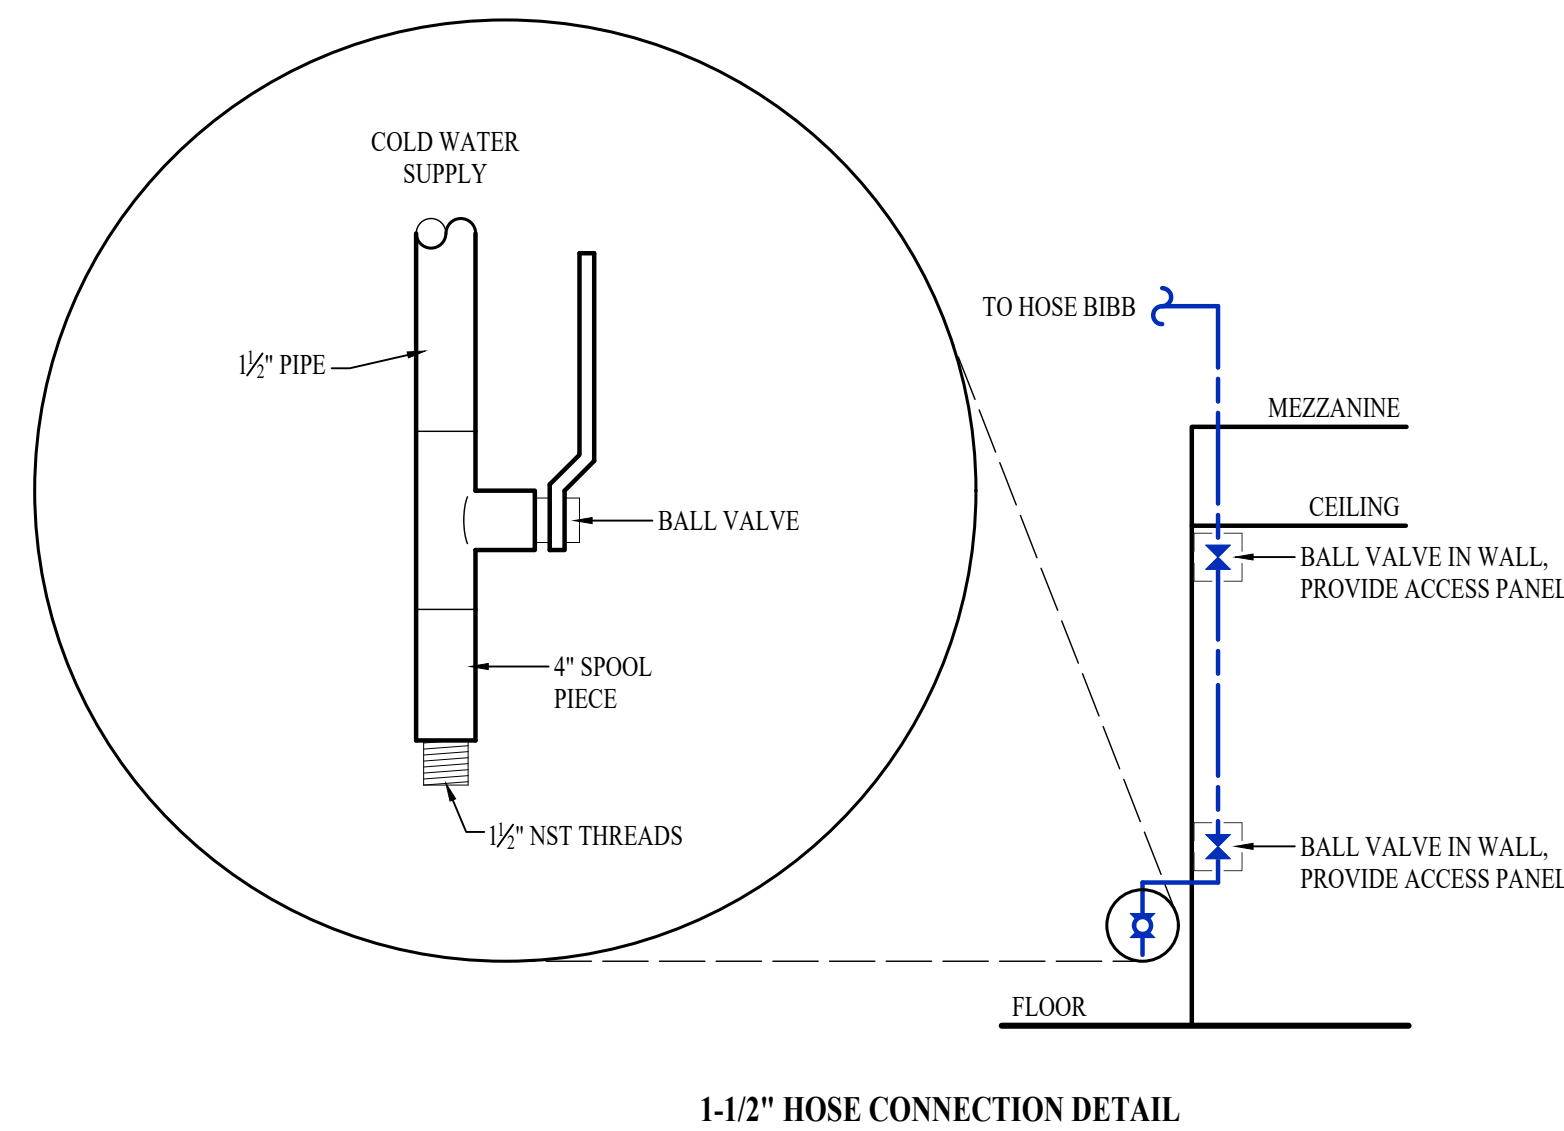 COLD WATER
SUPPLY
1½" PIPE
BALL VALVE
4" SPOOL
PIECE
1½" NST THREADS
TO HOSE BIBB
MEZZANINE
CEILING
BALL VALVE IN WALL,
PROVIDE ACCESS PANEL
BALL VALVE IN WALL,
PROVIDE ACCESS PANEL
FLOOR
1-1/2" HOSE CONNECTION DETAIL